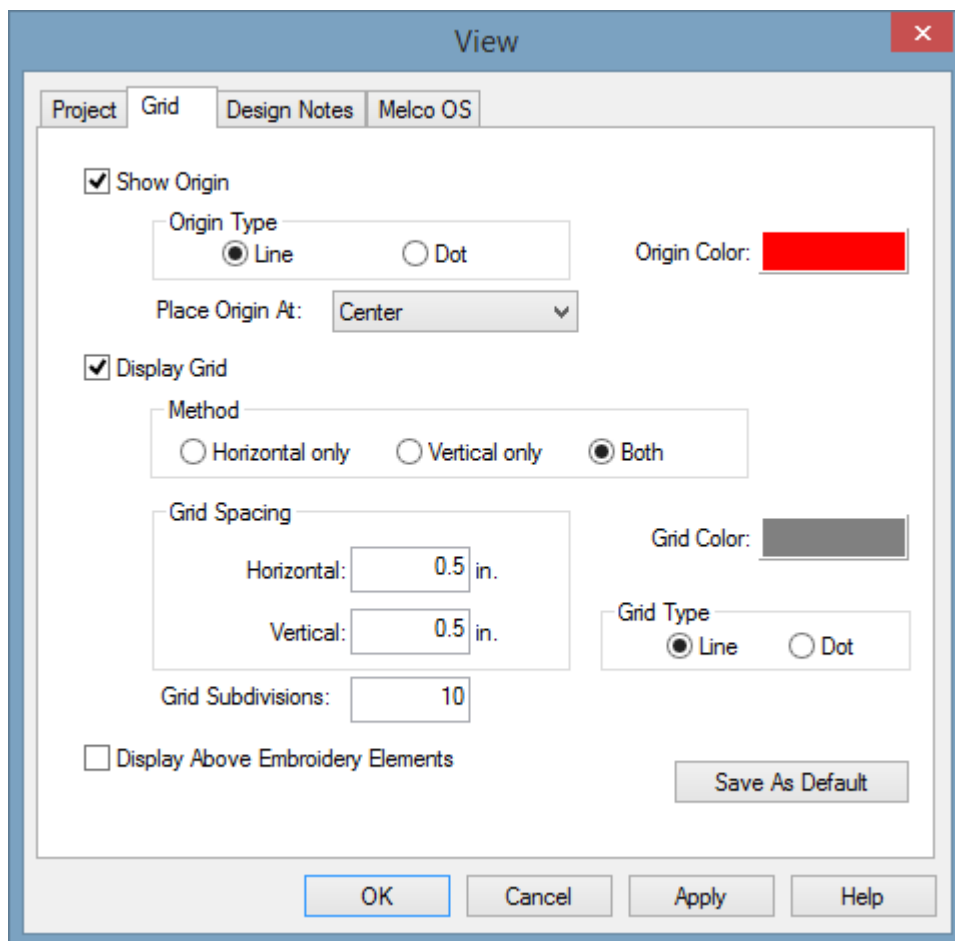 View
Project Grid Design Notes Melco OS
Show Origin
Origin Type
Line Dot
Origin Color:
Place Origin At: Center
Display Grid
Method
Horizontal only Vertical only Both
Grid Spacing
Grid Color:
Horizontal: 0.5 in.
Grid Type
Vertical: 0.5 in.
Line Dot
Grid Subdivisions: 10
Display Above Embroidery Elements
Save As Default
OK Cancel Apply Help